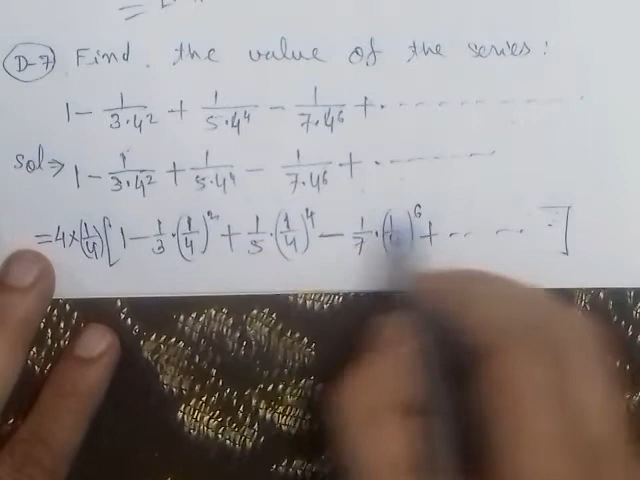 D-7 Find the value of the series:
1 - 1/(3·4²) + 1/(5·4⁴) - 1/(7·4⁶) + ·---------
Sol⇒ 1 - 1/(3·4²) + 1/(5·4⁴) - 1/(7·4⁶) + ·------
= 4×(1/4)[1 - 1/3·(1/4)² + 1/5·(1/4)⁴ - 1/7·(1/ )⁶ + -- -- ]